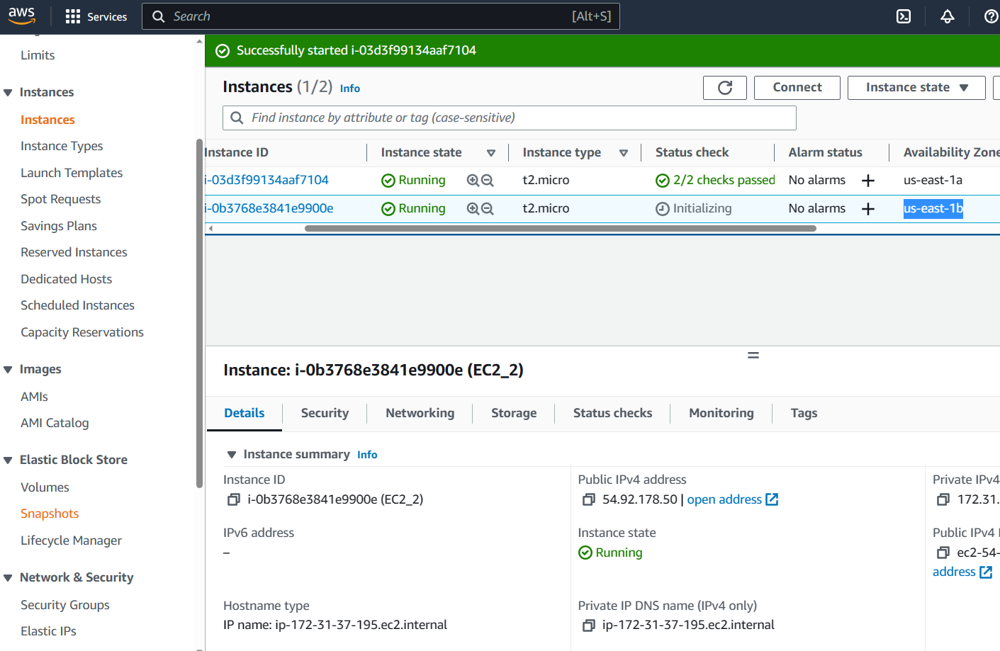 aws
Services
Search
[Alt+S]
Limits
Instances
Instances
Instance Types
Launch Templates
Spot Requests
Savings Plans
Reserved Instances
Dedicated Hosts
Scheduled Instances
Capacity Reservations
Images
AMIs
AMI Catalog
Elastic Block Store
Volumes
Snapshots
Lifecycle Manager
Network & Security
Security Groups
Elastic IPs
Successfully started i-03d3f99134aaf7104
Instances (1/2) Info
Connect
Instance state
Find instance by attribute or tag (case-sensitive)
Instance ID Instance state Instance type Status check Alarm status Availability Zone
i-03d3f99134aaf7104 Running t2.micro 2/2 checks passed No alarms + us-east-1a
i-0b3768e3841e9900e Running t2.micro Initializing No alarms + us-east-1b
Instance: i-0b3768e3841e9900e (EC2_2)
Details Security Networking Storage Status checks Monitoring Tags
Instance summary Info
Instance ID
i-0b3768e3841e9900e (EC2_2)
IPv6 address
–
Hostname type
IP name: ip-172-31-37-195.ec2.internal
Public IPv4 address
54.92.178.50 | open address
Instance state
Running
Private IP DNS name (IPv4 only)
ip-172-31-37-195.ec2.internal
Private IPv4
172.31.
Public IPv4
ec2-54-
address